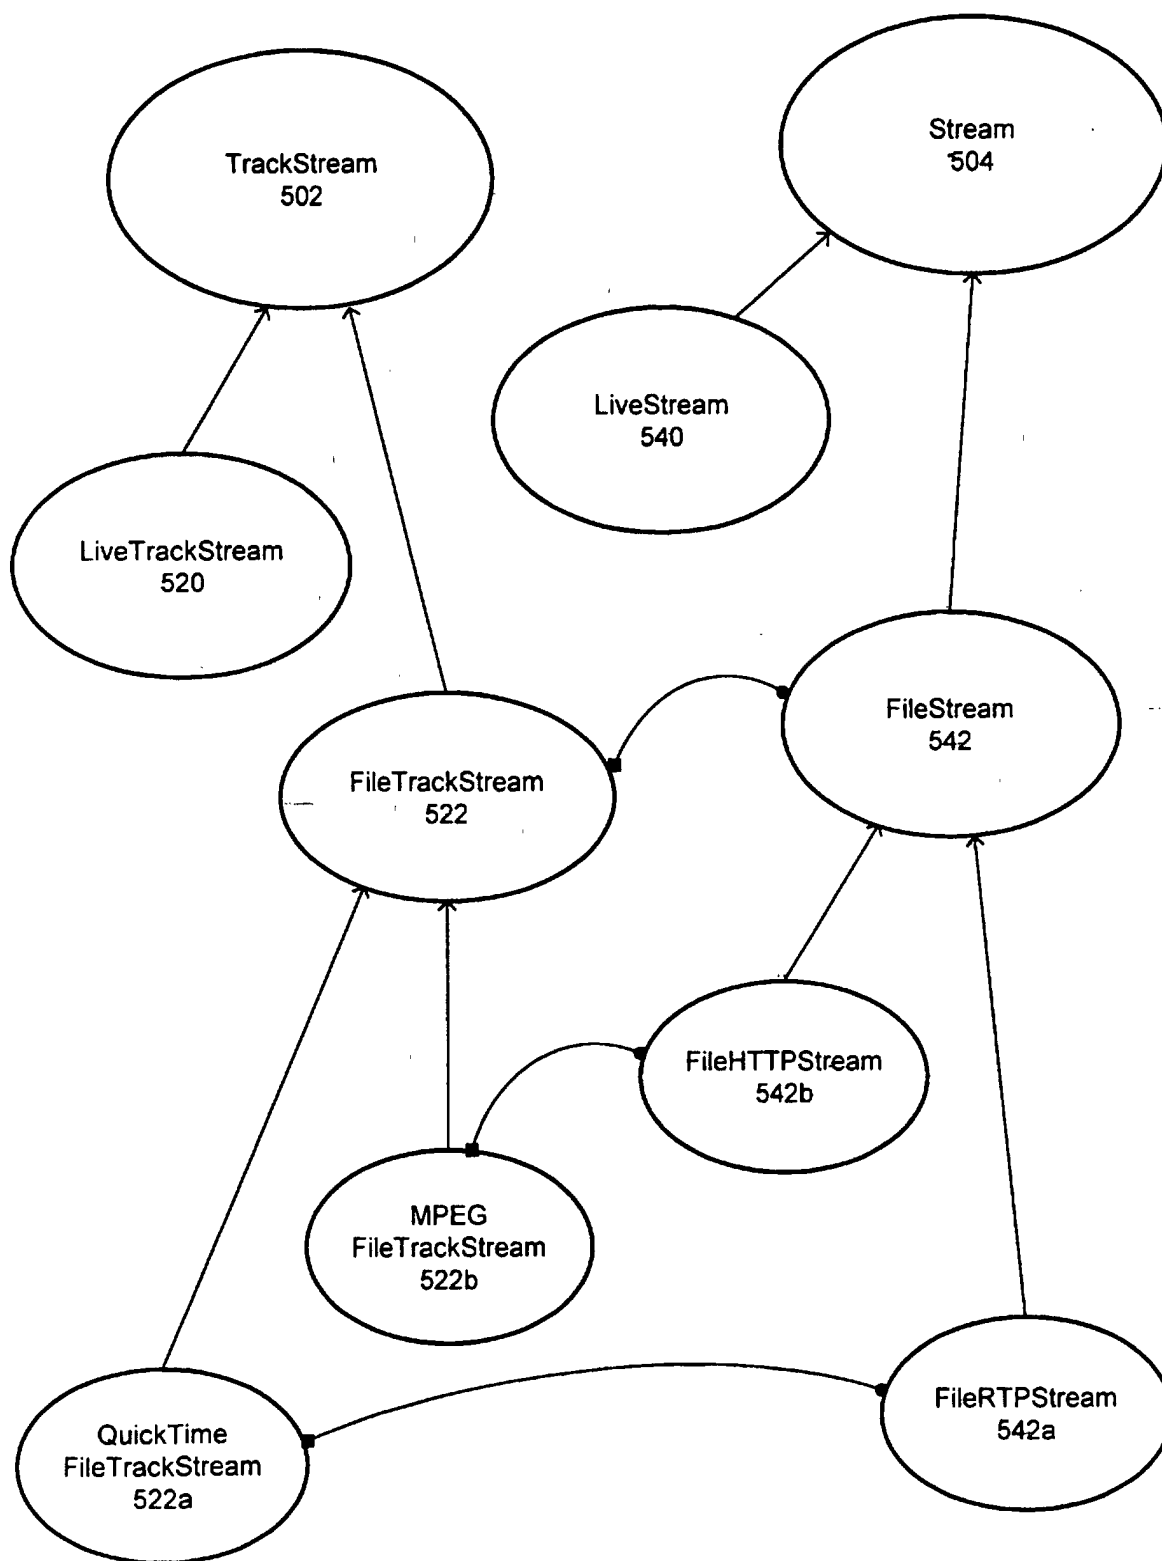 Stream
504
TrackStream
502
LiveStream
540
LiveTrackStream
520
FileStream
542
FileTrackStream
522
FileHTTPStream
542b
MPEG
FileTrackStream
522b
FileRTPStream
542a
QuickTime
FileTrackStream
522a